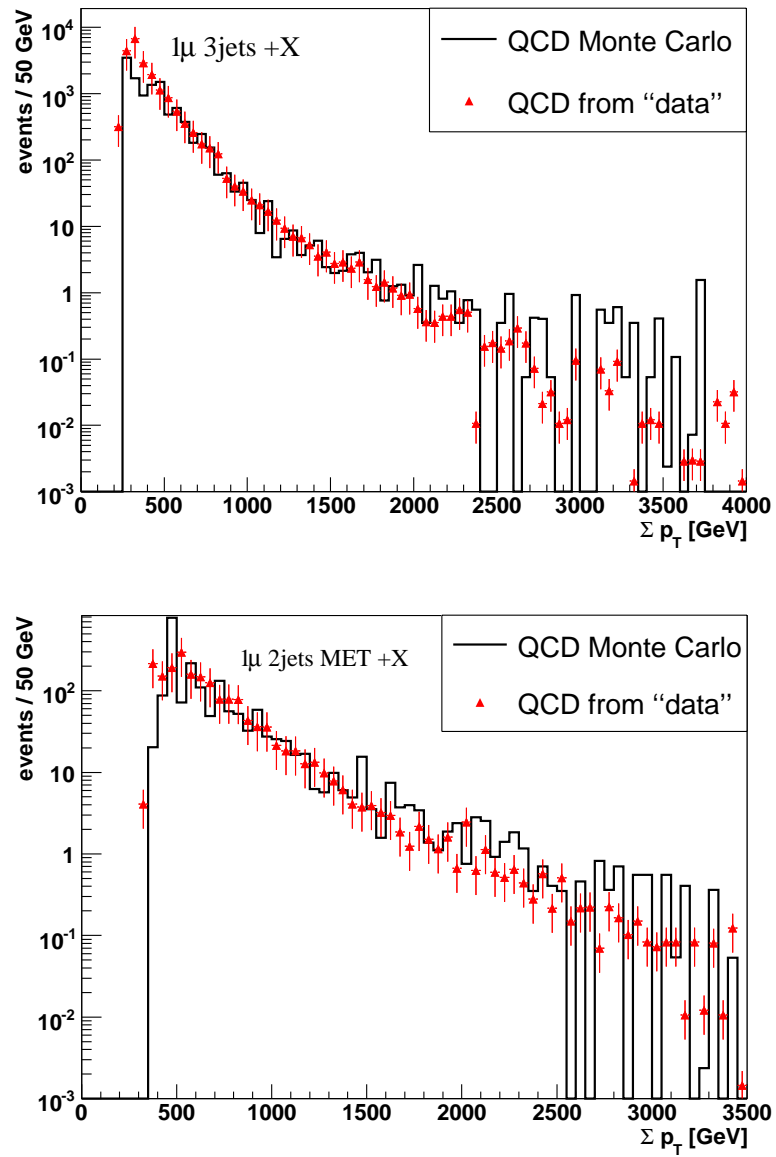 events / 50 GeV
10^4
10^3
10^2
10
1
10^-1
10^-2
10^-3
1μ 3jets +X
QCD Monte Carlo
QCD from “data”
0 500 1000 1500 2000 2500 3000 3500 4000
Σ p_T [GeV]
events / 50 GeV
10^2
10
1
10^-1
10^-2
10^-3
1μ 2jets MET +X
QCD Monte Carlo
QCD from “data”
0 500 1000 1500 2000 2500 3000 3500
Σ p_T [GeV]